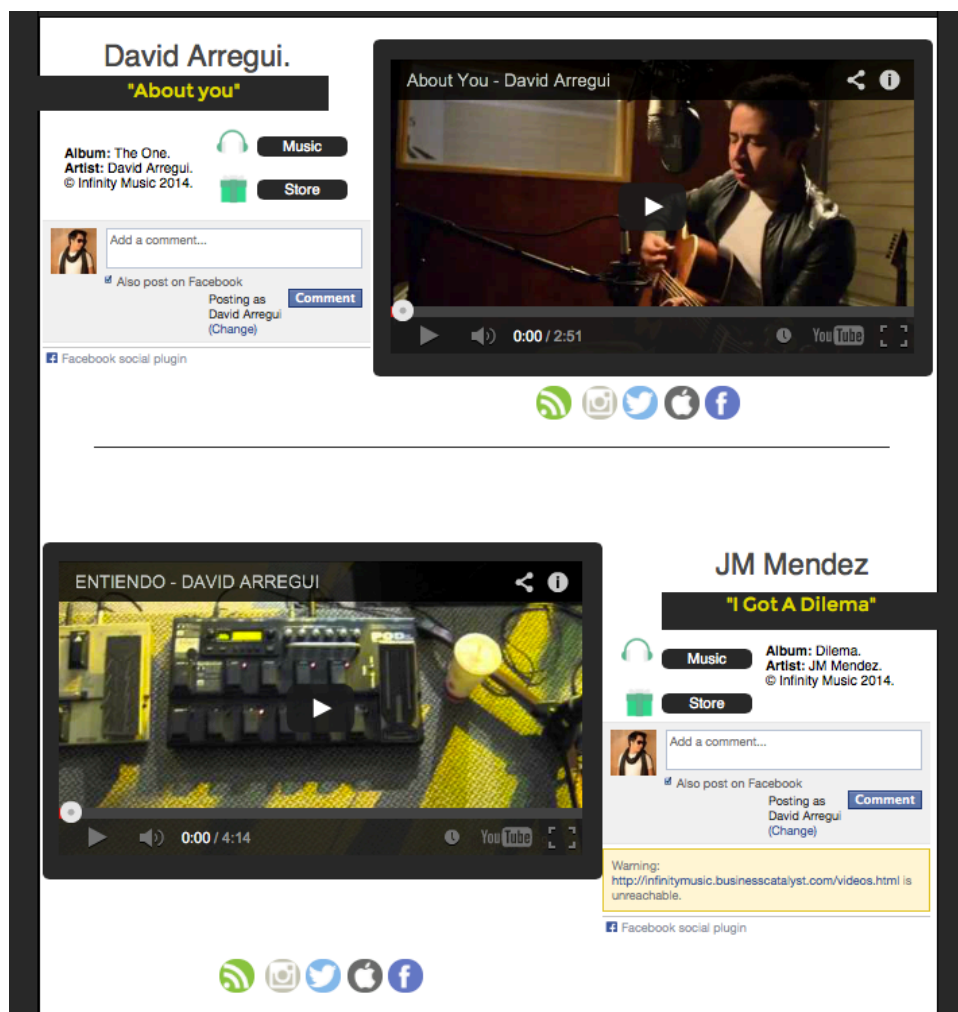 David Arregui.
"About you"
Album: The One.
Artist: David Arregui.
© Infinity Music 2014.
Music
Store
Add a comment...
Also post on Facebook
Posting as
David Arregui
(Change)
Comment
Facebook social plugin
About You - David Arregui
0:00 / 2:51
YouTube
ENTIENDO - DAVID ARREGUI
POD
0:00 / 4:14
YouTube
JM Mendez
"I Got A Dilema"
Music
Store
Album: Dilema.
Artist: JM Mendez.
© Infinity Music 2014.
Add a comment...
Also post on Facebook
Posting as
David Arregui
(Change)
Comment
Warning:
http://infinitymusic.businesscatalyst.com/videos.html is
unreachable.
Facebook social plugin